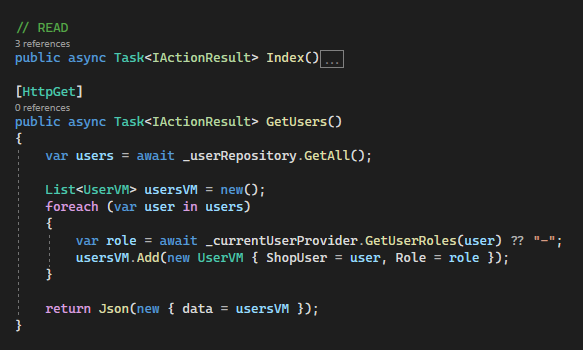 // READ
3 references
public async Task<IActionResult> Index()...
[HttpGet]
0 references
public async Task<IActionResult> GetUsers()
{
var users = await _userRepository.GetAll();
List<UserVM> usersVM = new();
foreach (var user in users)
{
var role = await _currentUserProvider.GetUserRoles(user) ?? "-";
usersVM.Add(new UserVM { ShopUser = user, Role = role });
}
return Json(new { data = usersVM });
}